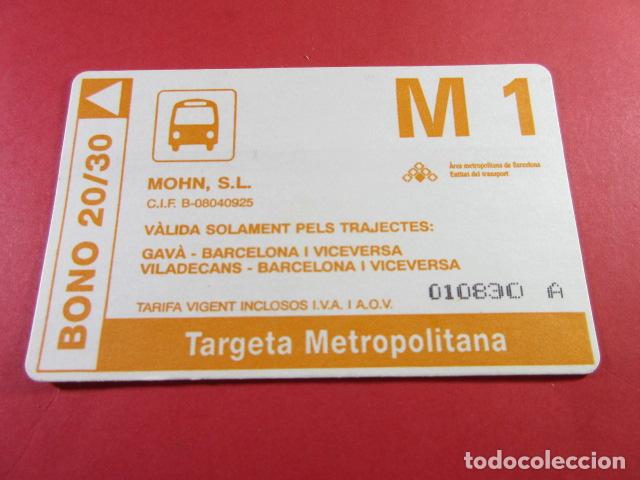 BONO 20/30
M 1
Àrea metropolitana de Barcelona
Entitat del transport
MOHN, S.L.
C.I.F. B-08040925
VÀLIDA SOLAMENT PELS TRAJECTES:
GAVÀ - BARCELONA I VICEVERSA
VILADECANS - BARCELONA I VICEVERSA
010830 A
TARIFA VIGENT INCLOSOS I.V.A. I A.O.V.
Targeta Metropolitana
todocoleccion